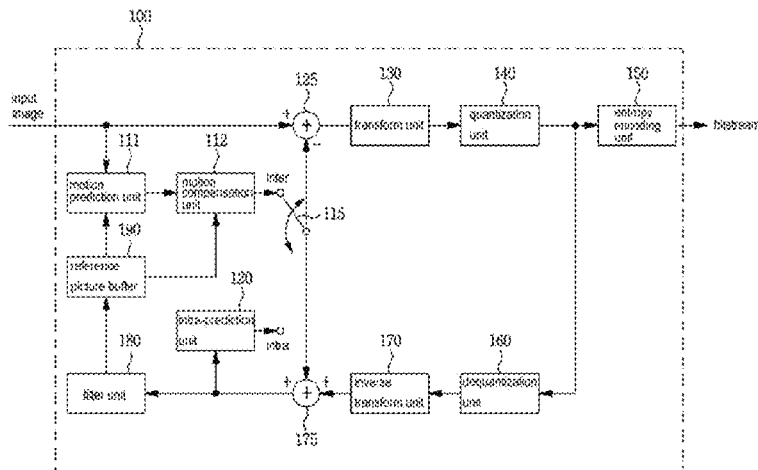 100
125
130
140
150
input
image
+
+
-
transform unit
quantization
unit
entropy
encoding
unit
bitstream
111
112
motion
prediction unit
motion
compensation
unit
inter
115
190
reference
picture buffer
120
intra-prediction
unit
intra
180
170
160
filter unit
+
+
+
inverse
transform unit
dequantization
unit
175